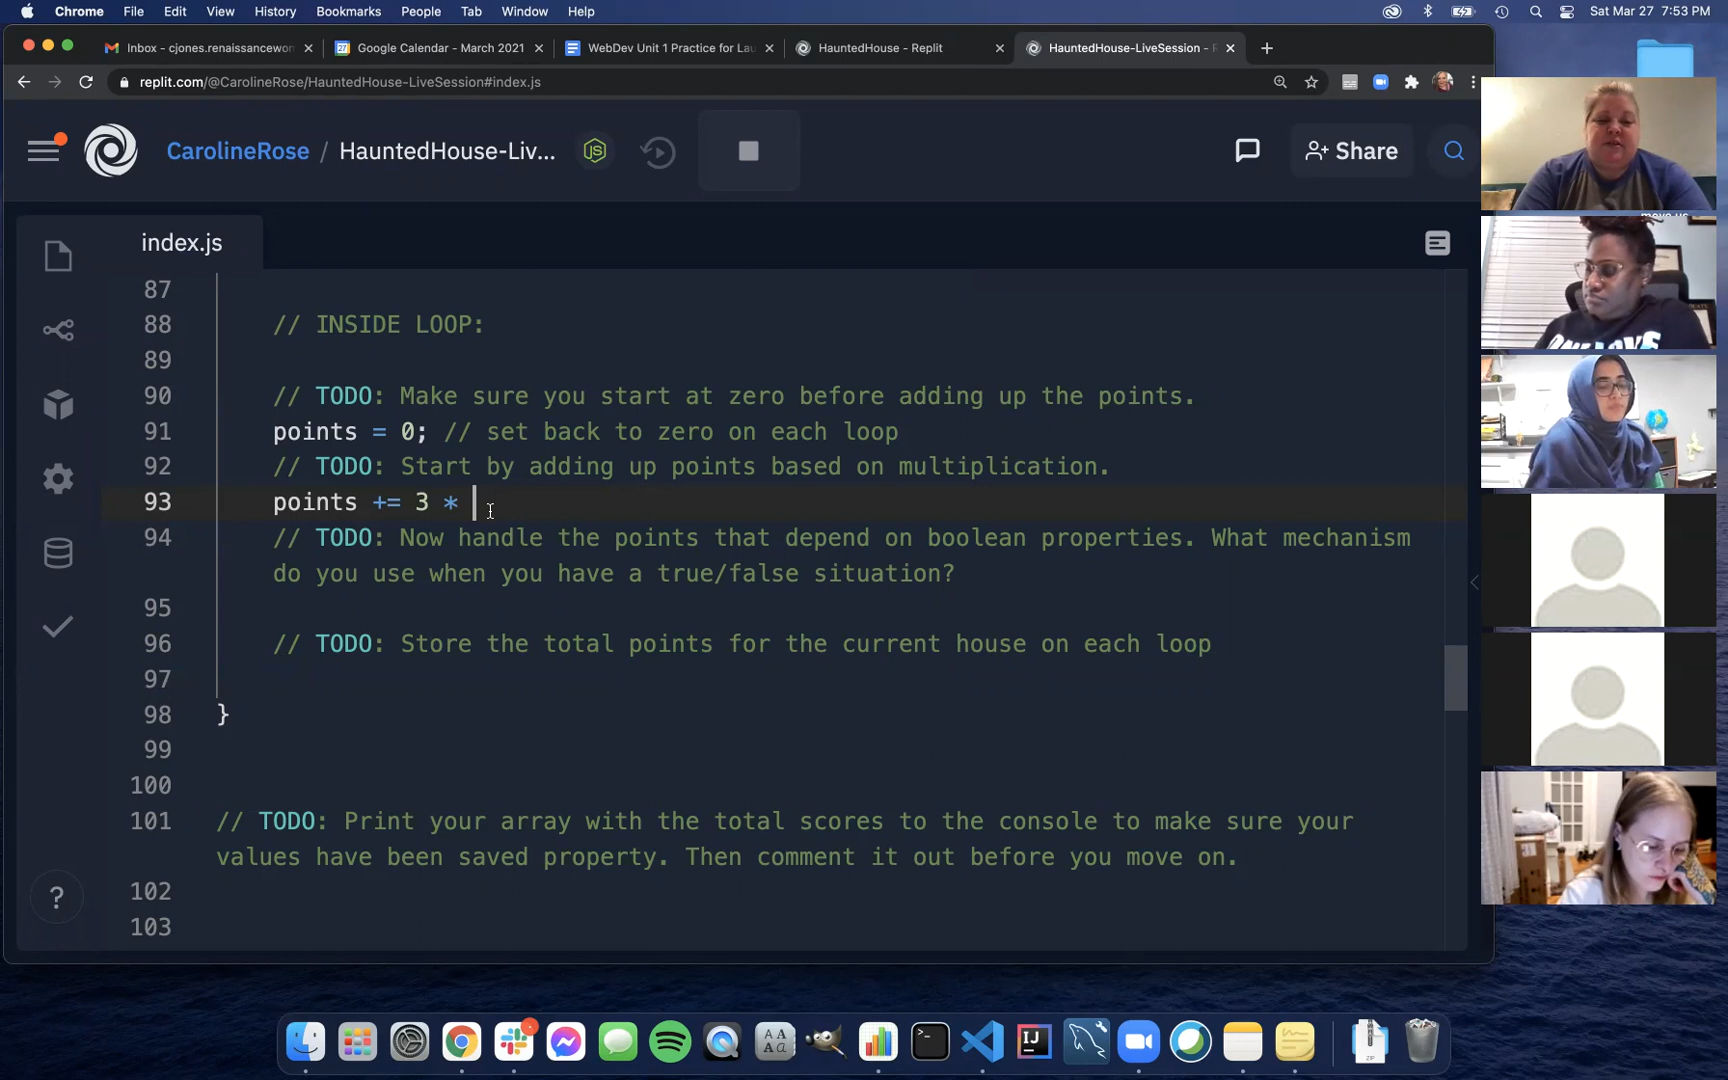 Chrome File Edit View History Bookmarks People Tab Window Help Sat Mar 27 7:53 PM
Inbox - cjones.renaissancewor Google Calendar - March 2021 WebDev Unit 1 Practice for Lau HauntedHouse - Replit HauntedHouse-LiveSession - R
replit.com/@CarolineRose/HauntedHouse-LiveSession#index.js
CarolineRose / HauntedHouse-Liv... JS Share
index.js
87
88 // INSIDE LOOP:
89
90 // TODO: Make sure you start at zero before adding up the points.
91 points = 0; // set back to zero on each loop
92 // TODO: Start by adding up points based on multiplication.
93 points += 3 *
94 // TODO: Now handle the points that depend on boolean properties. What mechanism
do you use when you have a true/false situation?
95
96 // TODO: Store the total points for the current house on each loop
97
98 }
99
100
101 // TODO: Print your array with the total scores to the console to make sure your
values have been saved property. Then comment it out before you move on.
102
103